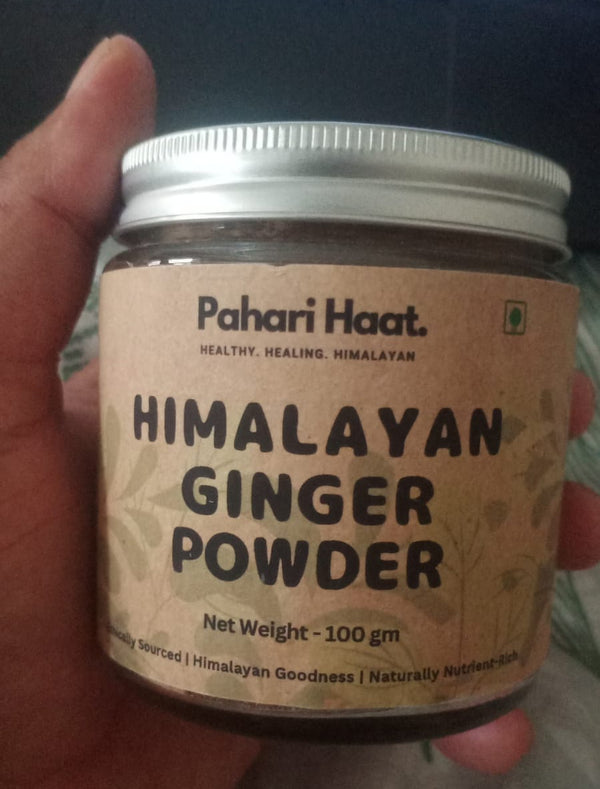 Pahari Haat.
HEALTHY. HEALING. HIMALAYAN
HIMALAYAN
GINGER
POWDER
Net Weight - 100 gm
Sourced | Himalayan Goodness | Naturally Nutrient-Rich